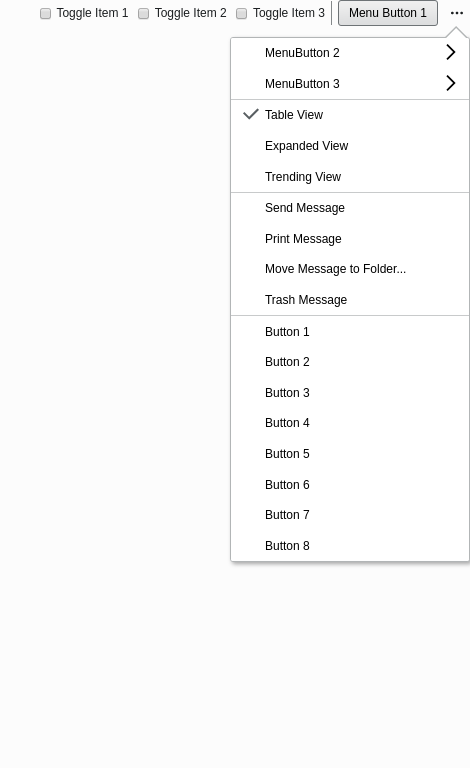 Toggle Item 1 Toggle Item 2 Toggle Item 3 Menu Button 1
MenuButton 2
MenuButton 3
Table View
Expanded View
Trending View
Send Message
Print Message
Move Message to Folder...
Trash Message
Button 1
Button 2
Button 3
Button 4
Button 5
Button 6
Button 7
Button 8